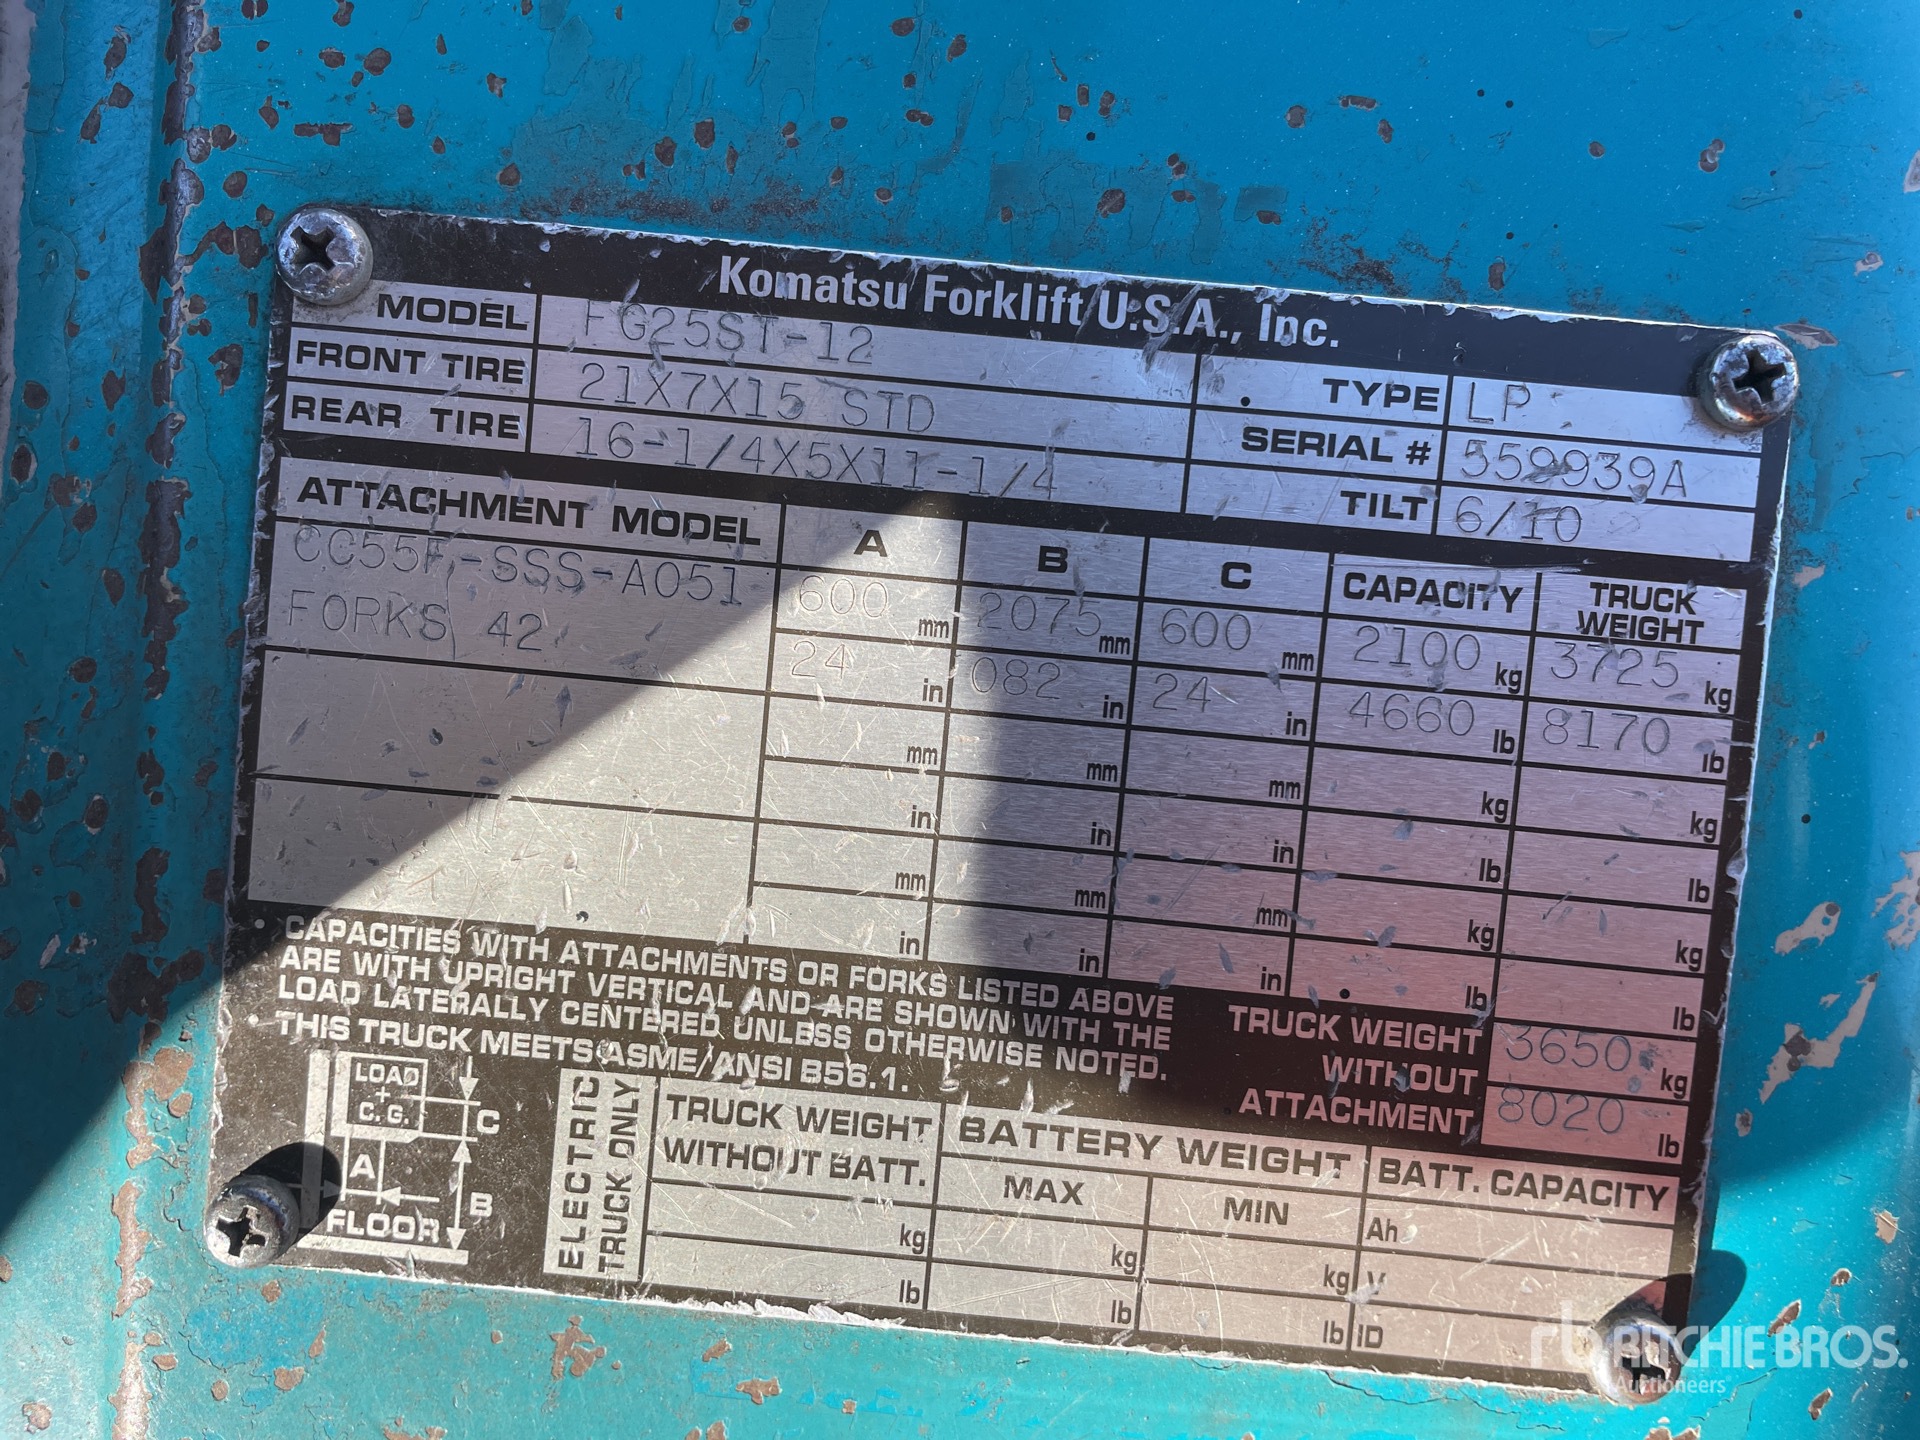 Komatsu Forklift U.S.A., Inc.
MODEL FG25ST-12 TYPE LP
FRONT TIRE 21X7X15 STD SERIAL # 559939A
REAR TIRE 16-1/4X5X11-1/4 TILT 6/10
ATTACHMENT MODEL A B C CAPACITY TRUCK WEIGHT
CC55F-SSS-A051 600 mm 2075 mm 600 mm 2100 kg 3725 kg
FORKS 42 24 in 082 in 24 in 4660 lb 8170 lb
mm mm mm kg kg
in in in lb lb
mm mm mm kg kg
in in in lb lb
CAPACITIES WITH ATTACHMENTS OR FORKS LISTED ABOVE
ARE WITH UPRIGHT VERTICAL AND ARE SHOWN WITH THE
LOAD LATERALLY CENTERED UNLESS OTHERWISE NOTED.
THIS TRUCK MEETS ASME/ANSI B56.1.
TRUCK WEIGHT
WITHOUT
ATTACHMENT
3650 kg
8020 lb
LOAD
+
C.G.
C
A
B
FLOOR
ELECTRIC
TRUCK ONLY
TRUCK WEIGHT
WITHOUT BATT.
kg
lb
BATTERY WEIGHT
MAX MIN
kg kg
lb lb
BATT. CAPACITY
Ah
V
ID
rb RITCHIE BROS.
Auctioneers